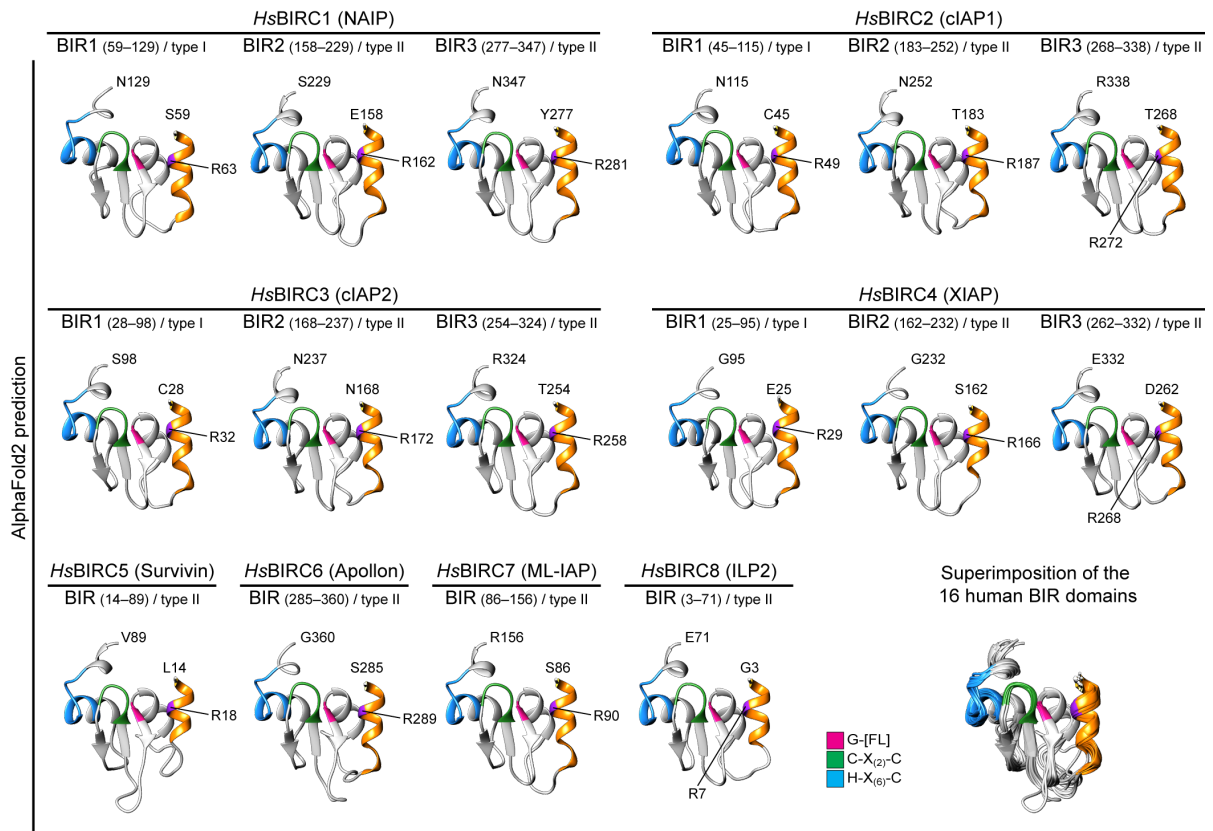 HsBIRC1 (NAIP)
BIR1 (59–129) / type I
BIR2 (158–229) / type II
BIR3 (277–347) / type II
N129
S59
R63
S229
E158
R162
N347
Y277
R281
HsBIRC2 (cIAP1)
BIR1 (45–115) / type I
BIR2 (183–252) / type II
BIR3 (268–338) / type II
N115
C45
R49
N252
T183
R187
R338
T268
R272
AlphaFold2 prediction
HsBIRC3 (cIAP2)
BIR1 (28–98) / type I
BIR2 (168–237) / type II
BIR3 (254–324) / type II
S98
C28
R32
N237
N168
R172
R324
T254
R258
HsBIRC4 (XIAP)
BIR1 (25–95) / type I
BIR2 (162–232) / type II
BIR3 (262–332) / type II
G95
E25
R29
G232
S162
R166
E332
D262
R268
HsBIRC5 (Survivin)
BIR (14–89) / type II
V89
L14
R18
HsBIRC6 (Apollon)
BIR (285–360) / type II
G360
S285
R289
HsBIRC7 (ML-IAP)
BIR (86–156) / type II
R156
S86
R90
HsBIRC8 (ILP2)
BIR (3–71) / type II
E71
G3
R7
G-[FL]
C-X(2)-C
H-X(6)-C
Superimposition of the
16 human BIR domains